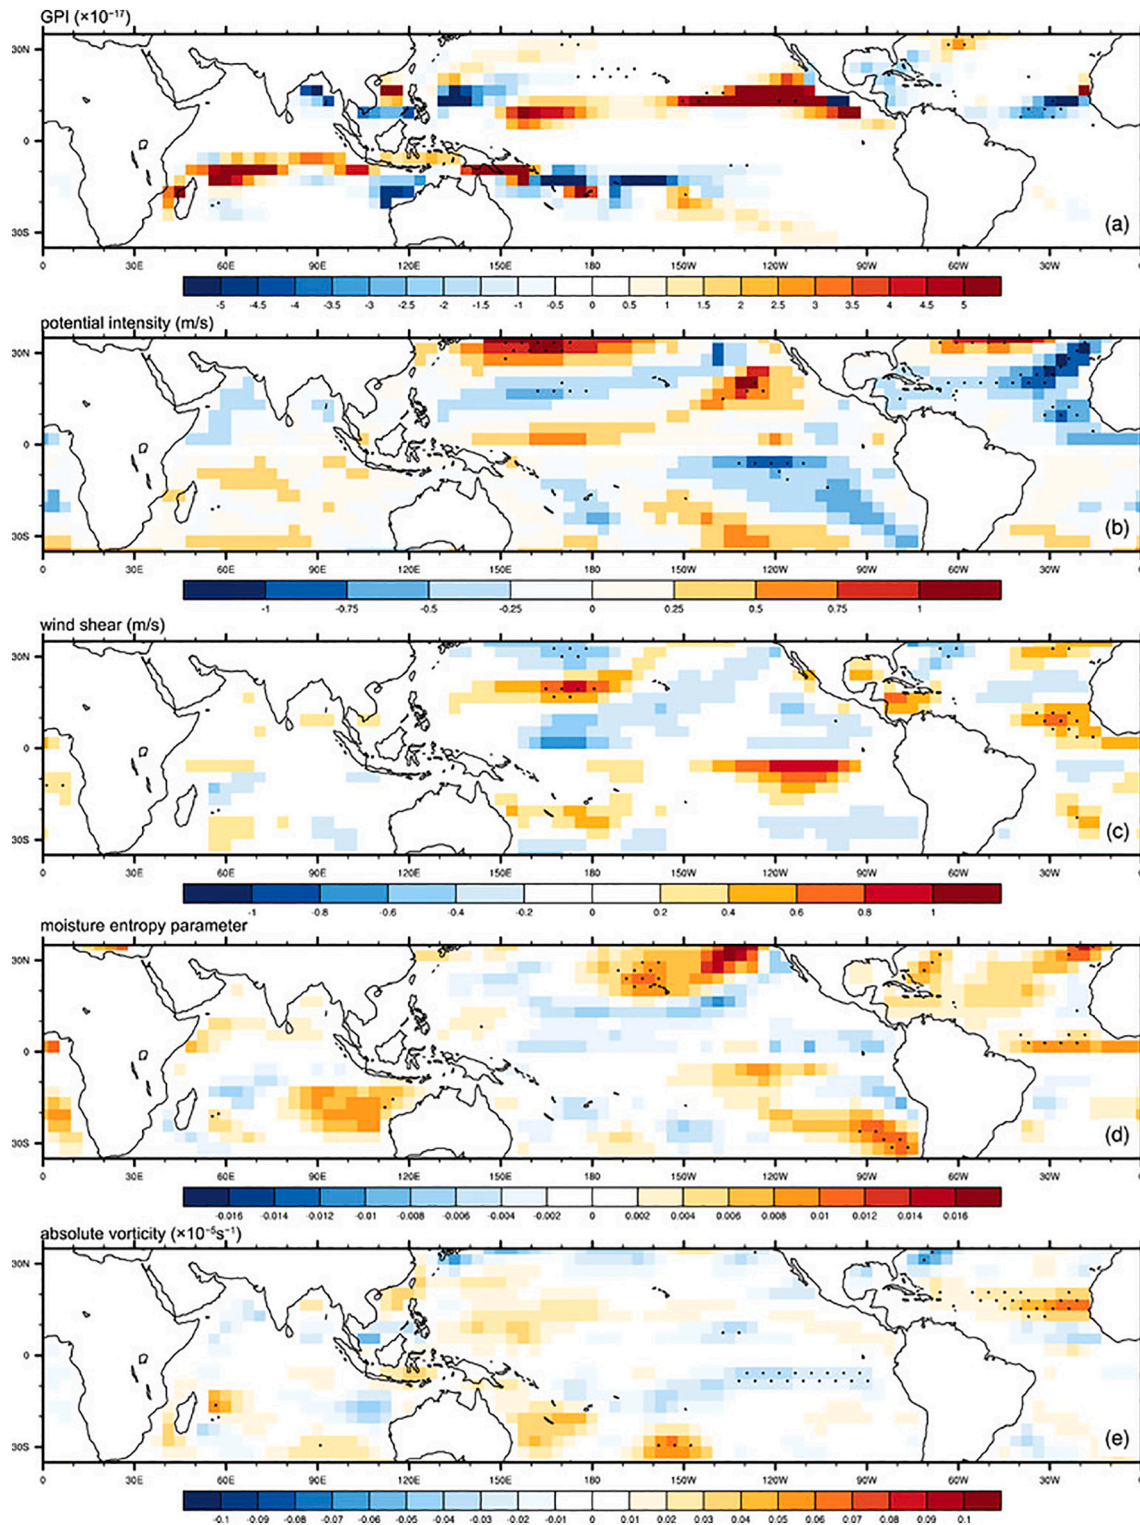 GPI (×10⁻¹⁷)
30N
0
30S
(a)
0 30E 60E 90E 120E 150E 180 150W 120W 90W 60W 30W 0
-5 -4.5 -4 -3.5 -3 -2.5 -2 -1.5 -1 -0.5 0 0.5 1 1.5 2 2.5 3 3.5 4 4.5 5
potential intensity (m/s)
30N
0
30S
(b)
0 30E 60E 90E 120E 150E 180 150W 120W 90W 60W 30W 0
-1 -0.75 -0.5 -0.25 0 0.25 0.5 0.75 1
wind shear (m/s)
30N
0
30S
(c)
0 30E 60E 90E 120E 150E 180 150W 120W 90W 60W 30W 0
-1 -0.8 -0.6 -0.4 -0.2 0 0.2 0.4 0.6 0.8 1
moisture entropy parameter
30N
0
30S
(d)
0 30E 60E 90E 120E 150E 180 150W 120W 90W 60W 30W 0
-0.016 -0.014 -0.012 -0.01 -0.008 -0.006 -0.004 -0.002 0 0.002 0.004 0.006 0.008 0.01 0.012 0.014 0.016
absolute vorticity (×10⁻⁵s⁻¹)
30N
0
30S
(e)
0 30E 60E 90E 120E 150E 180 150W 120W 90W 60W 30W 0
-0.1 -0.09 -0.08 -0.07 -0.06 -0.05 -0.04 -0.03 -0.02 -0.01 0 0.01 0.02 0.03 0.04 0.05 0.06 0.07 0.08 0.09 0.1